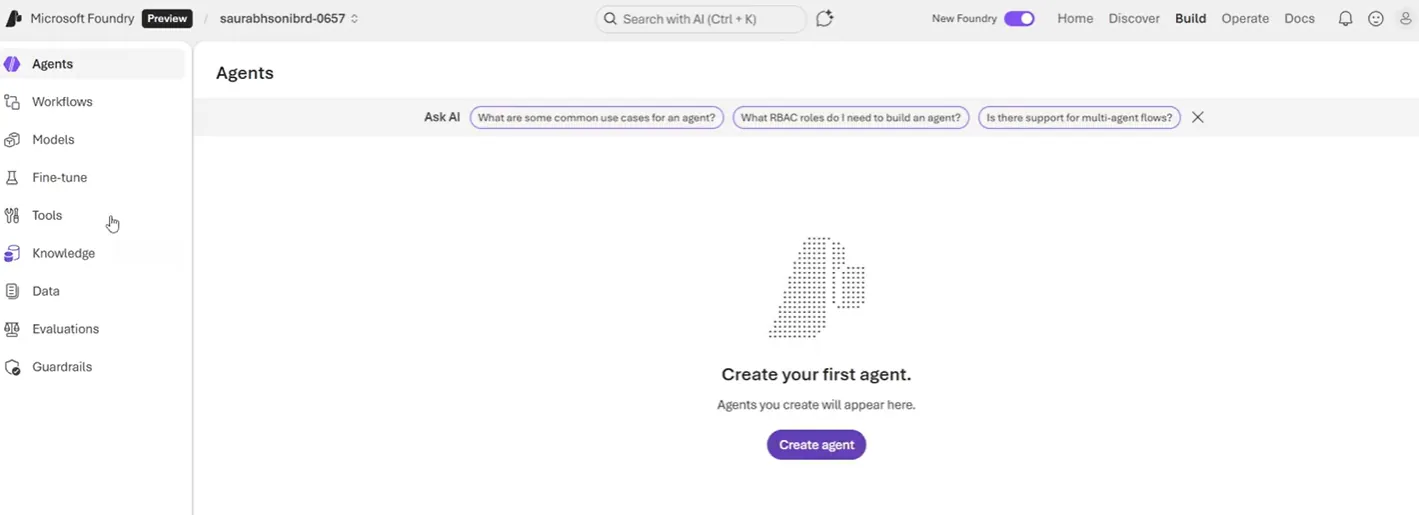 Microsoft Foundry Preview / saurabhsonibrd-0657 Search with AI (Ctrl + K) New Foundry Home Discover Build Operate Docs
Agents
Workflows
Models
Fine-tune
Tools
Knowledge
Data
Evaluations
Guardrails
Agents
Ask AI What are some common use cases for an agent? What RBAC roles do I need to build an agent? Is there support for multi-agent flows?
Create your first agent.
Agents you create will appear here.
Create agent